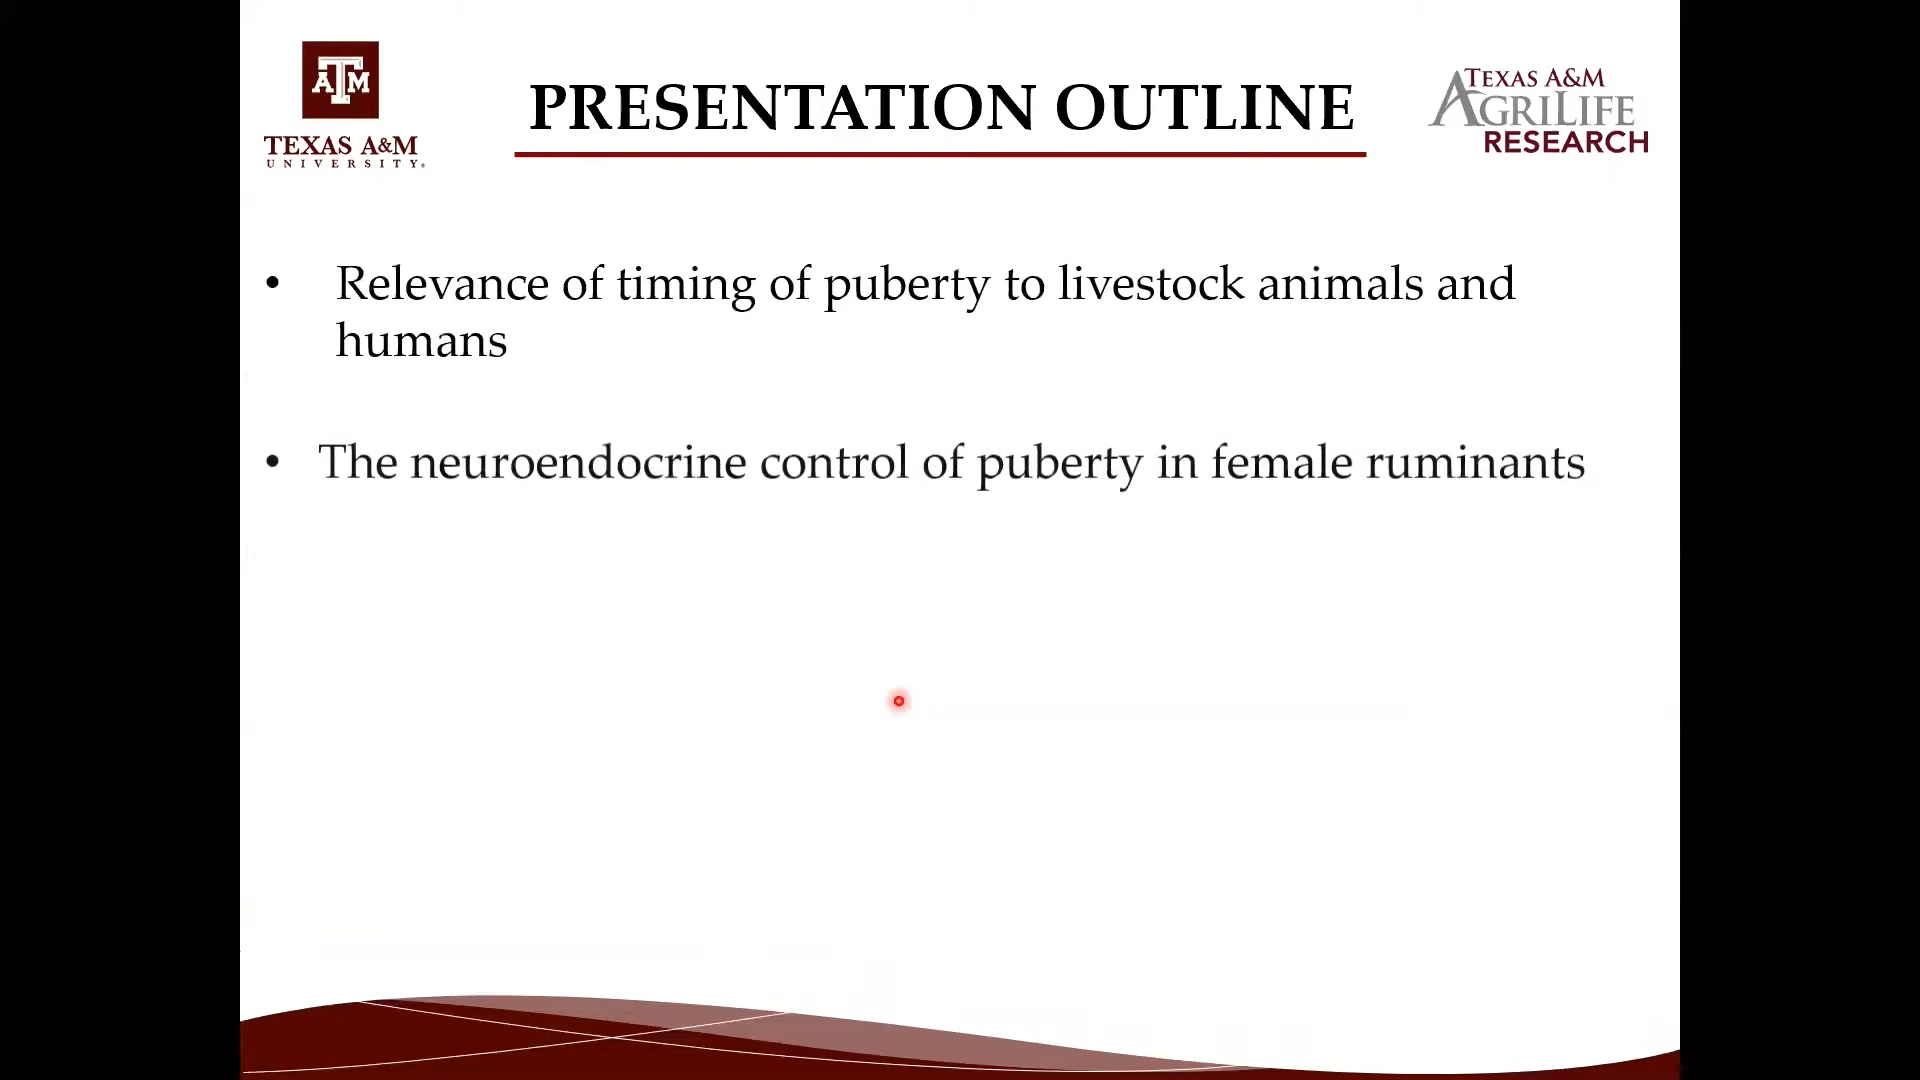 ATM
TEXAS A&M
UNIVERSITY®
PRESENTATION OUTLINE
TEXAS A&M
AGRILIFE
RESEARCH
• Relevance of timing of puberty to livestock animals and
humans
• The neuroendocrine control of puberty in female ruminants